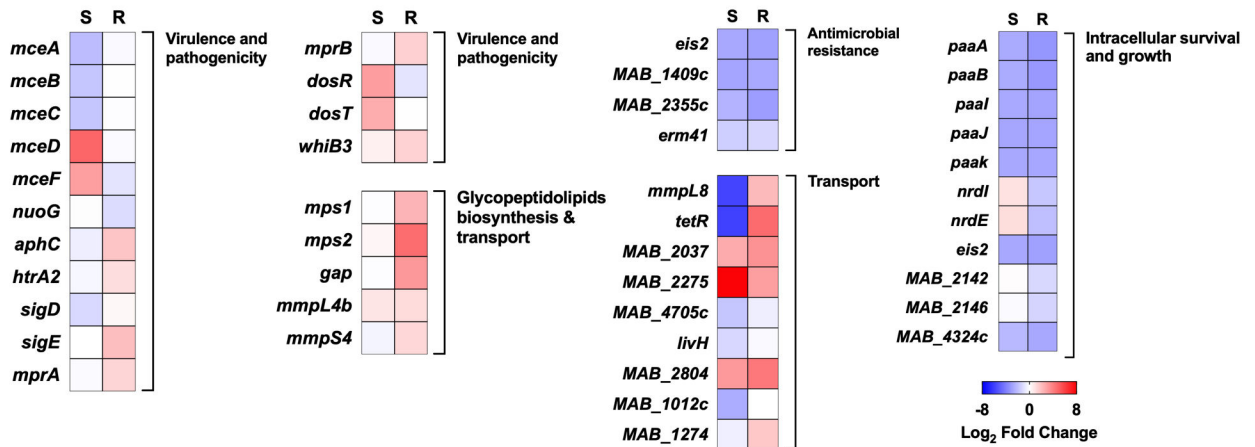 S R
mceA
mceB
mceC
mceD
mceF
nuoG
aphC
htrA2
sigD
sigE
mprA
Virulence and
pathogenicity
S R
mprB
dosR
dosT
whiB3
Virulence and
pathogenicity
mps1
mps2
gap
mmpL4b
mmpS4
Glycopeptidolipids
biosynthesis &
transport
S R
eis2
MAB_1409c
MAB_2355c
erm41
Antimicrobial
resistance
mmpL8
tetR
MAB_2037
MAB_2275
MAB_4705c
livH
MAB_2804
MAB_1012c
MAB_1274
Transport
S R
paaA
paaB
paaI
paaJ
paak
nrdI
nrdE
eis2
MAB_2142
MAB_2146
MAB_4324c
Intracellular survival
and growth
-8 0 8
Log2 Fold Change